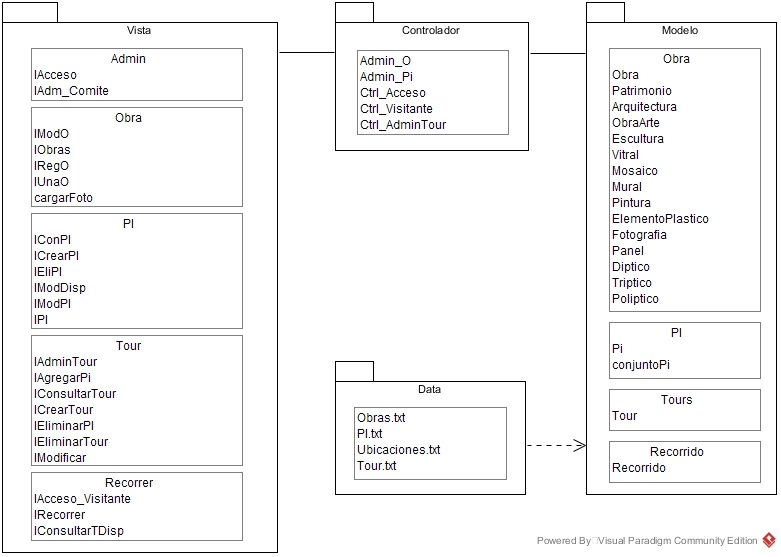 Vista
Admin
IAcceso
IAdm_Comite
Obra
IModO
IObras
IRegO
IUnaO
cargarFoto
PI
IConPI
ICrearPI
IEliPI
IModDisp
IModPI
IPI
Tour
IAdminTour
IAgregarPi
IConsultarTour
ICrearTour
IEliminarPI
IEliminarTour
IModificar
Recorrer
IAcceso_Visitante
IRecorrer
IConsultarTDisp
Controlador
Admin_O
Admin_Pi
Ctrl_Acceso
Ctrl_Visitante
Ctrl_AdminTour
Data
Obras.txt
PI.txt
Ubicaciones.txt
Tour.txt
Modelo
Obra
Obra
Patrimonio
Arquitectura
ObraArte
Escultura
Vitral
Mosaico
Mural
Pintura
ElementoPlastico
Fotografia
Panel
Diptico
Triptico
Poliptico
PI
Pi
conjuntoPi
Tours
Tour
Recorrido
Recorrido
Powered By Visual Paradigm Community Edition